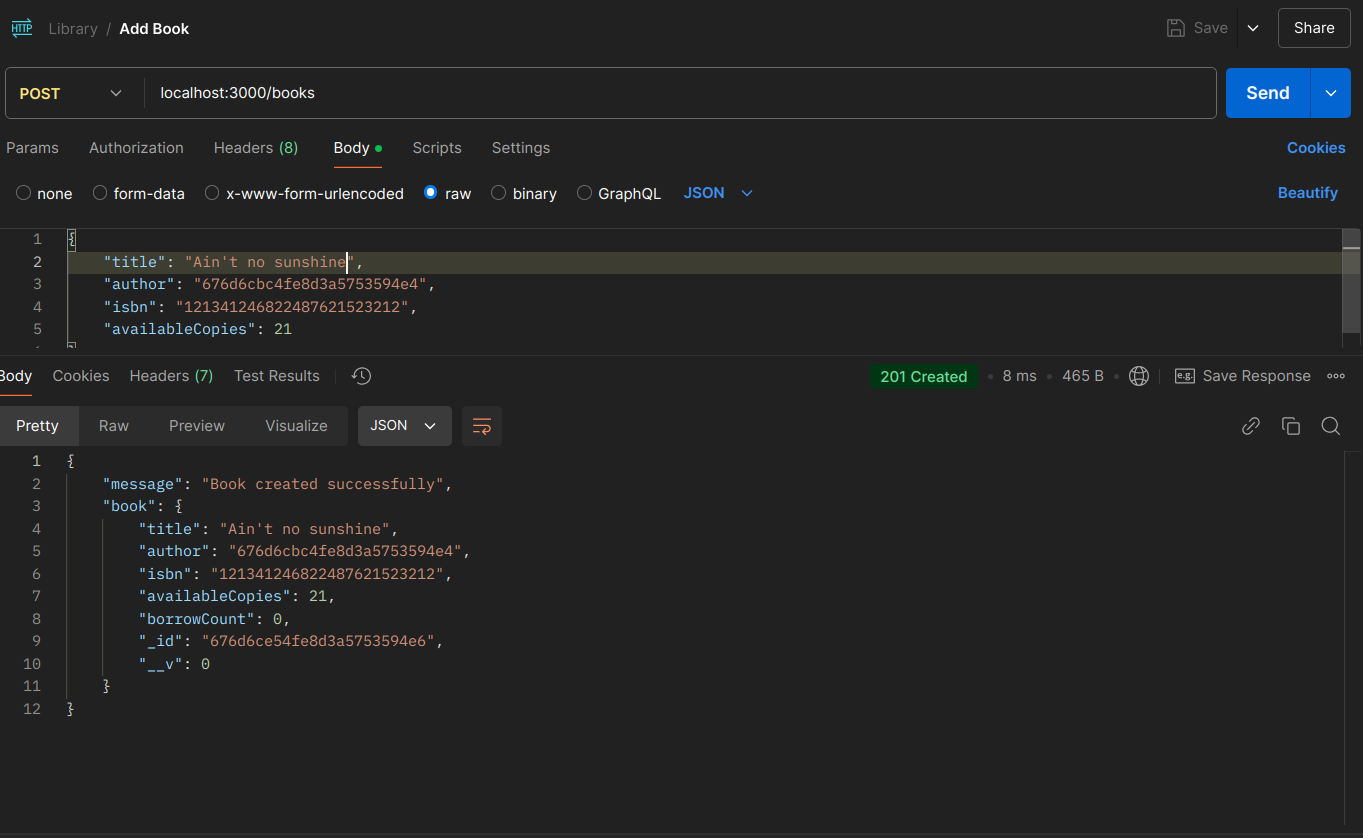 HTTP Library / Add Book Save Share
POST localhost:3000/books Send
Params Authorization Headers (8) Body Scripts Settings Cookies
none form-data x-www-form-urlencoded raw binary GraphQL JSON Beautify
1 {
2 "title": "Ain't no sunshine",
3 "author": "676d6cbc4fe8d3a5753594e4",
4 "isbn": "121341246822487621523212",
5 "availableCopies": 21
}
Body Cookies Headers (7) Test Results 201 Created 8 ms 465 B e.g. Save Response
Pretty Raw Preview Visualize JSON
1 {
2 "message": "Book created successfully",
3 "book": {
4 "title": "Ain't no sunshine",
5 "author": "676d6cbc4fe8d3a5753594e4",
6 "isbn": "121341246822487621523212",
7 "availableCopies": 21,
8 "borrowCount": 0,
9 "_id": "676d6ce54fe8d3a5753594e6",
10 "__v": 0
11 }
12 }